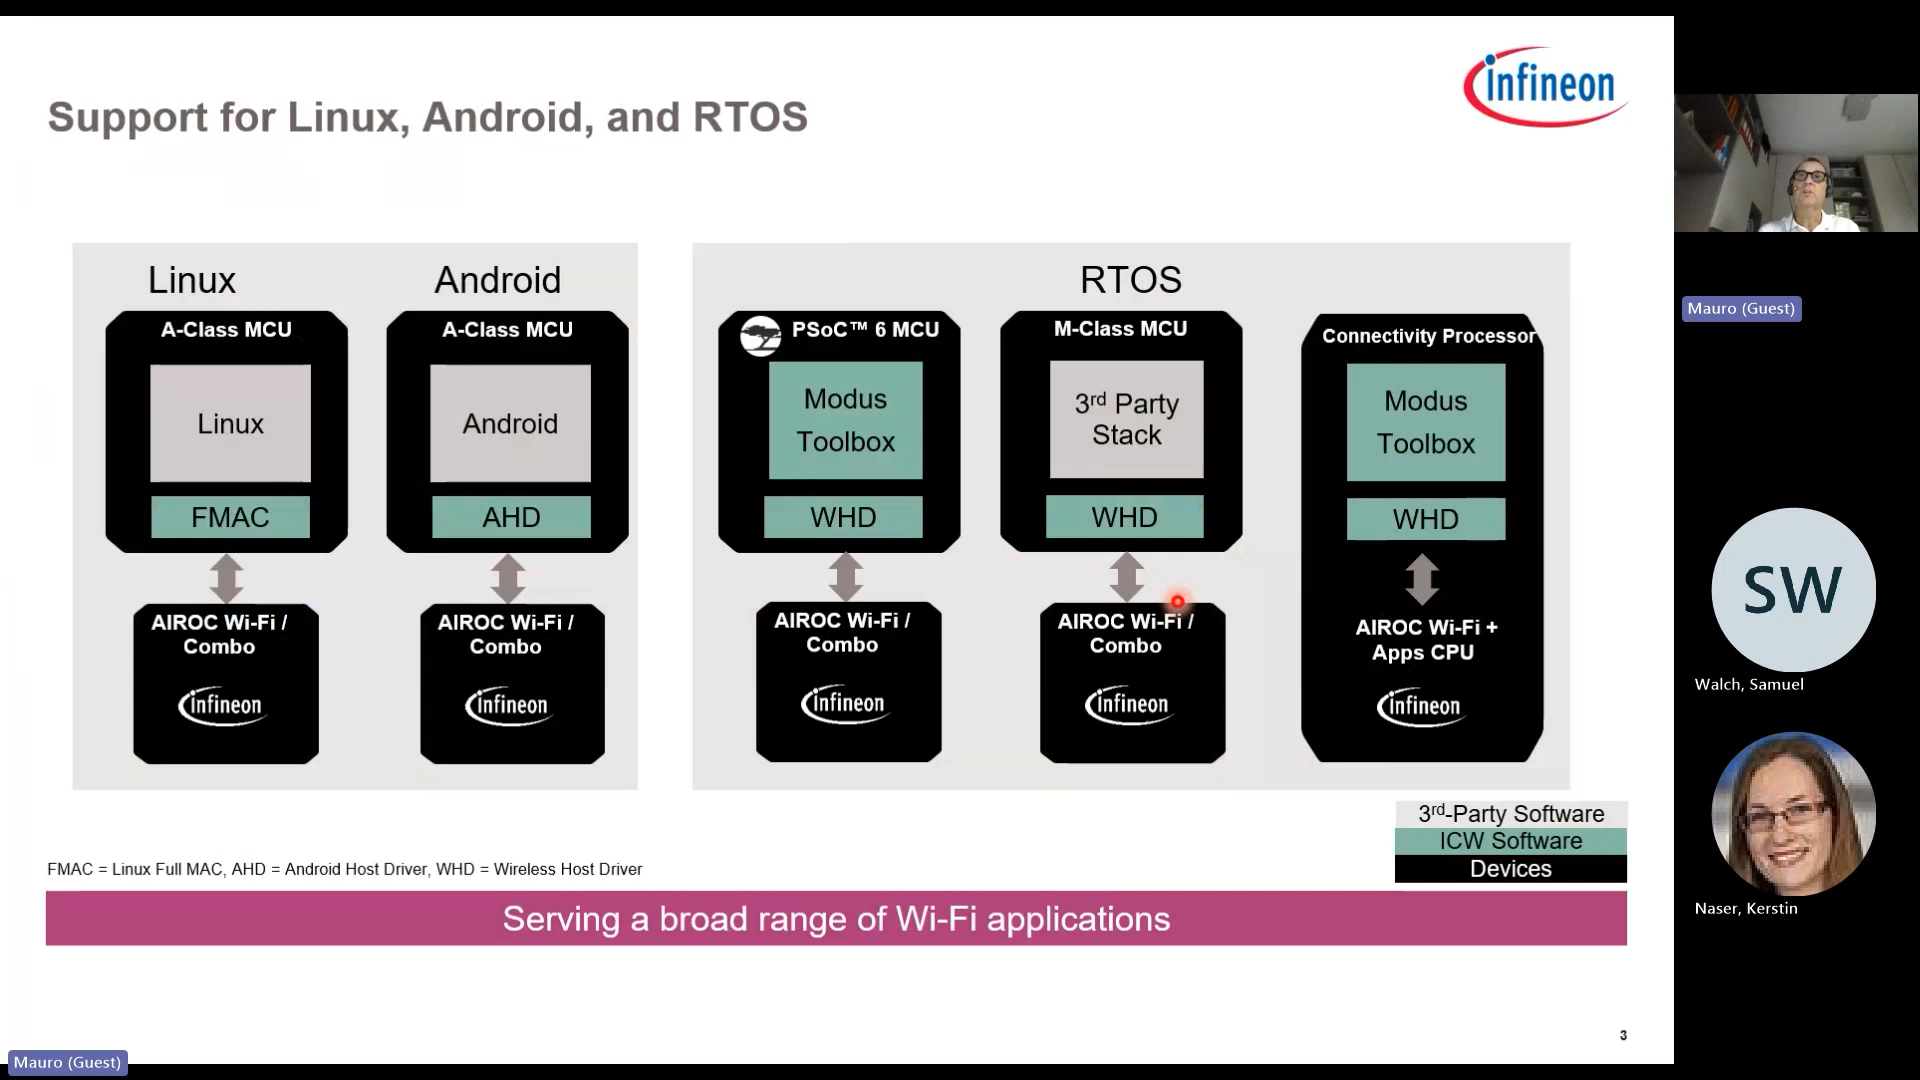 infineon
Support for Linux, Android, and RTOS
Linux
Android
RTOS
A-Class MCU
Linux
FMAC
AIROC Wi-Fi /
Combo
infineon
A-Class MCU
Android
AHD
AIROC Wi-Fi /
Combo
infineon
PSoC™ 6 MCU
Modus
Toolbox
WHD
AIROC Wi-Fi /
Combo
infineon
M-Class MCU
3rd Party
Stack
WHD
AIROC Wi-Fi /
Combo
infineon
Connectivity Processor
Modus
Toolbox
WHD
AIROC Wi-Fi +
Apps CPU
infineon
3rd-Party Software
ICW Software
Devices
FMAC = Linux Full MAC, AHD = Android Host Driver, WHD = Wireless Host Driver
Serving a broad range of Wi-Fi applications
3
Mauro (Guest)
Mauro (Guest)
SW
Walch, Samuel
Naser, Kerstin